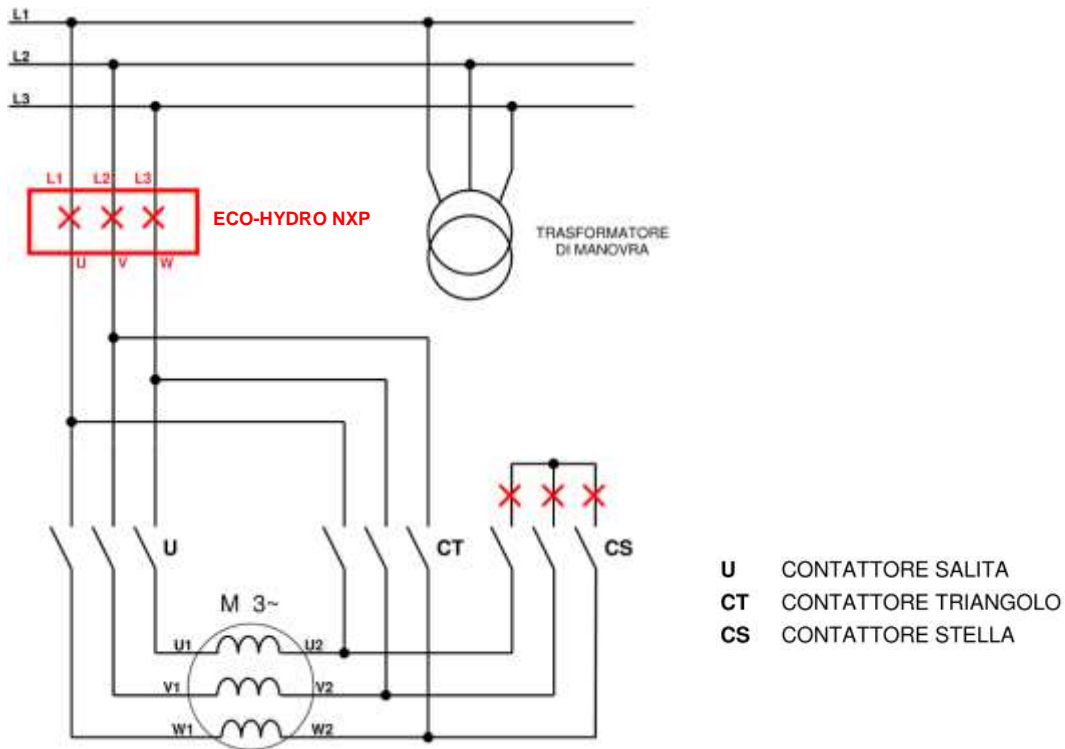 L1
L2
L3
L1 L2 L3
ECO-HYDRO NXP
U V W
TRASFORMATORE
DI MANOVRA
U
CT
CS
M 3~
U1 U2
V1 V2
W1 W2
U CONTATTORE SALITA
CT CONTATTORE TRIANGOLO
CS CONTATTORE STELLA